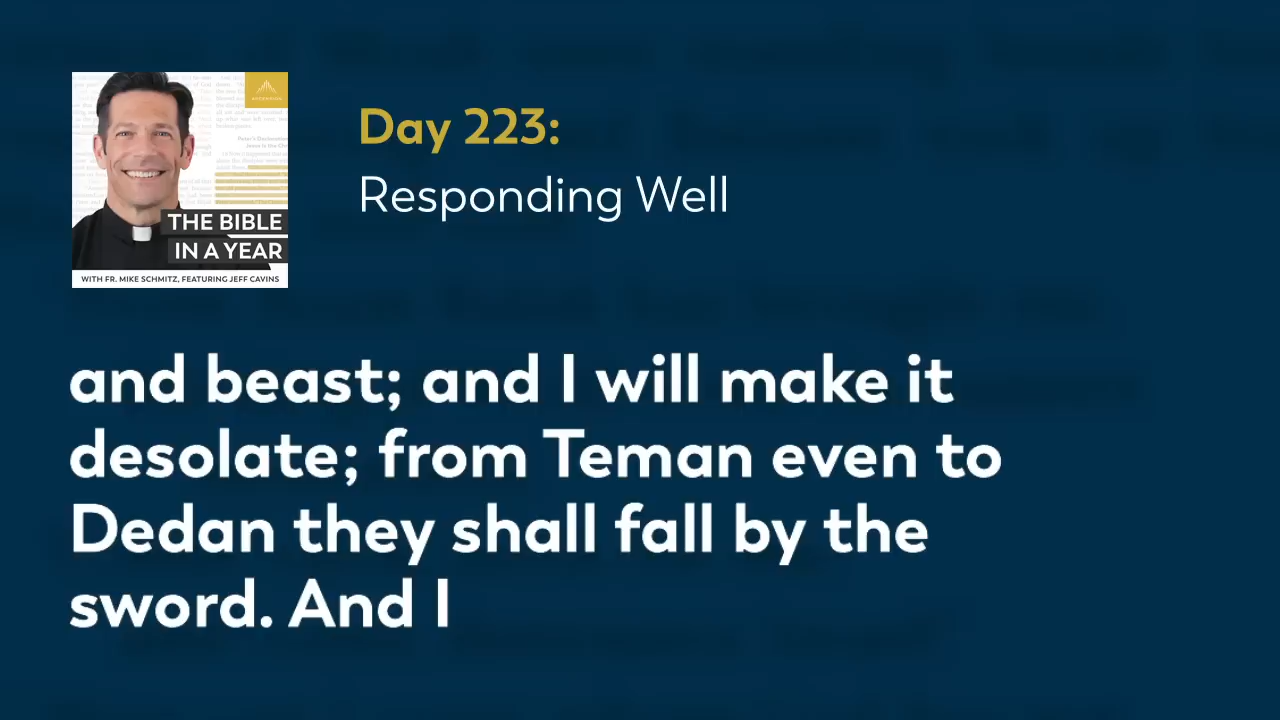 THE BIBLE
IN A YEAR
WITH FR. MIKE SCHMITZ, FEATURING JEFF CAVINS
Day 223:
Responding Well
and beast; and I will make it
desolate; from Teman even to
Dedan they shall fall by the
sword. And I